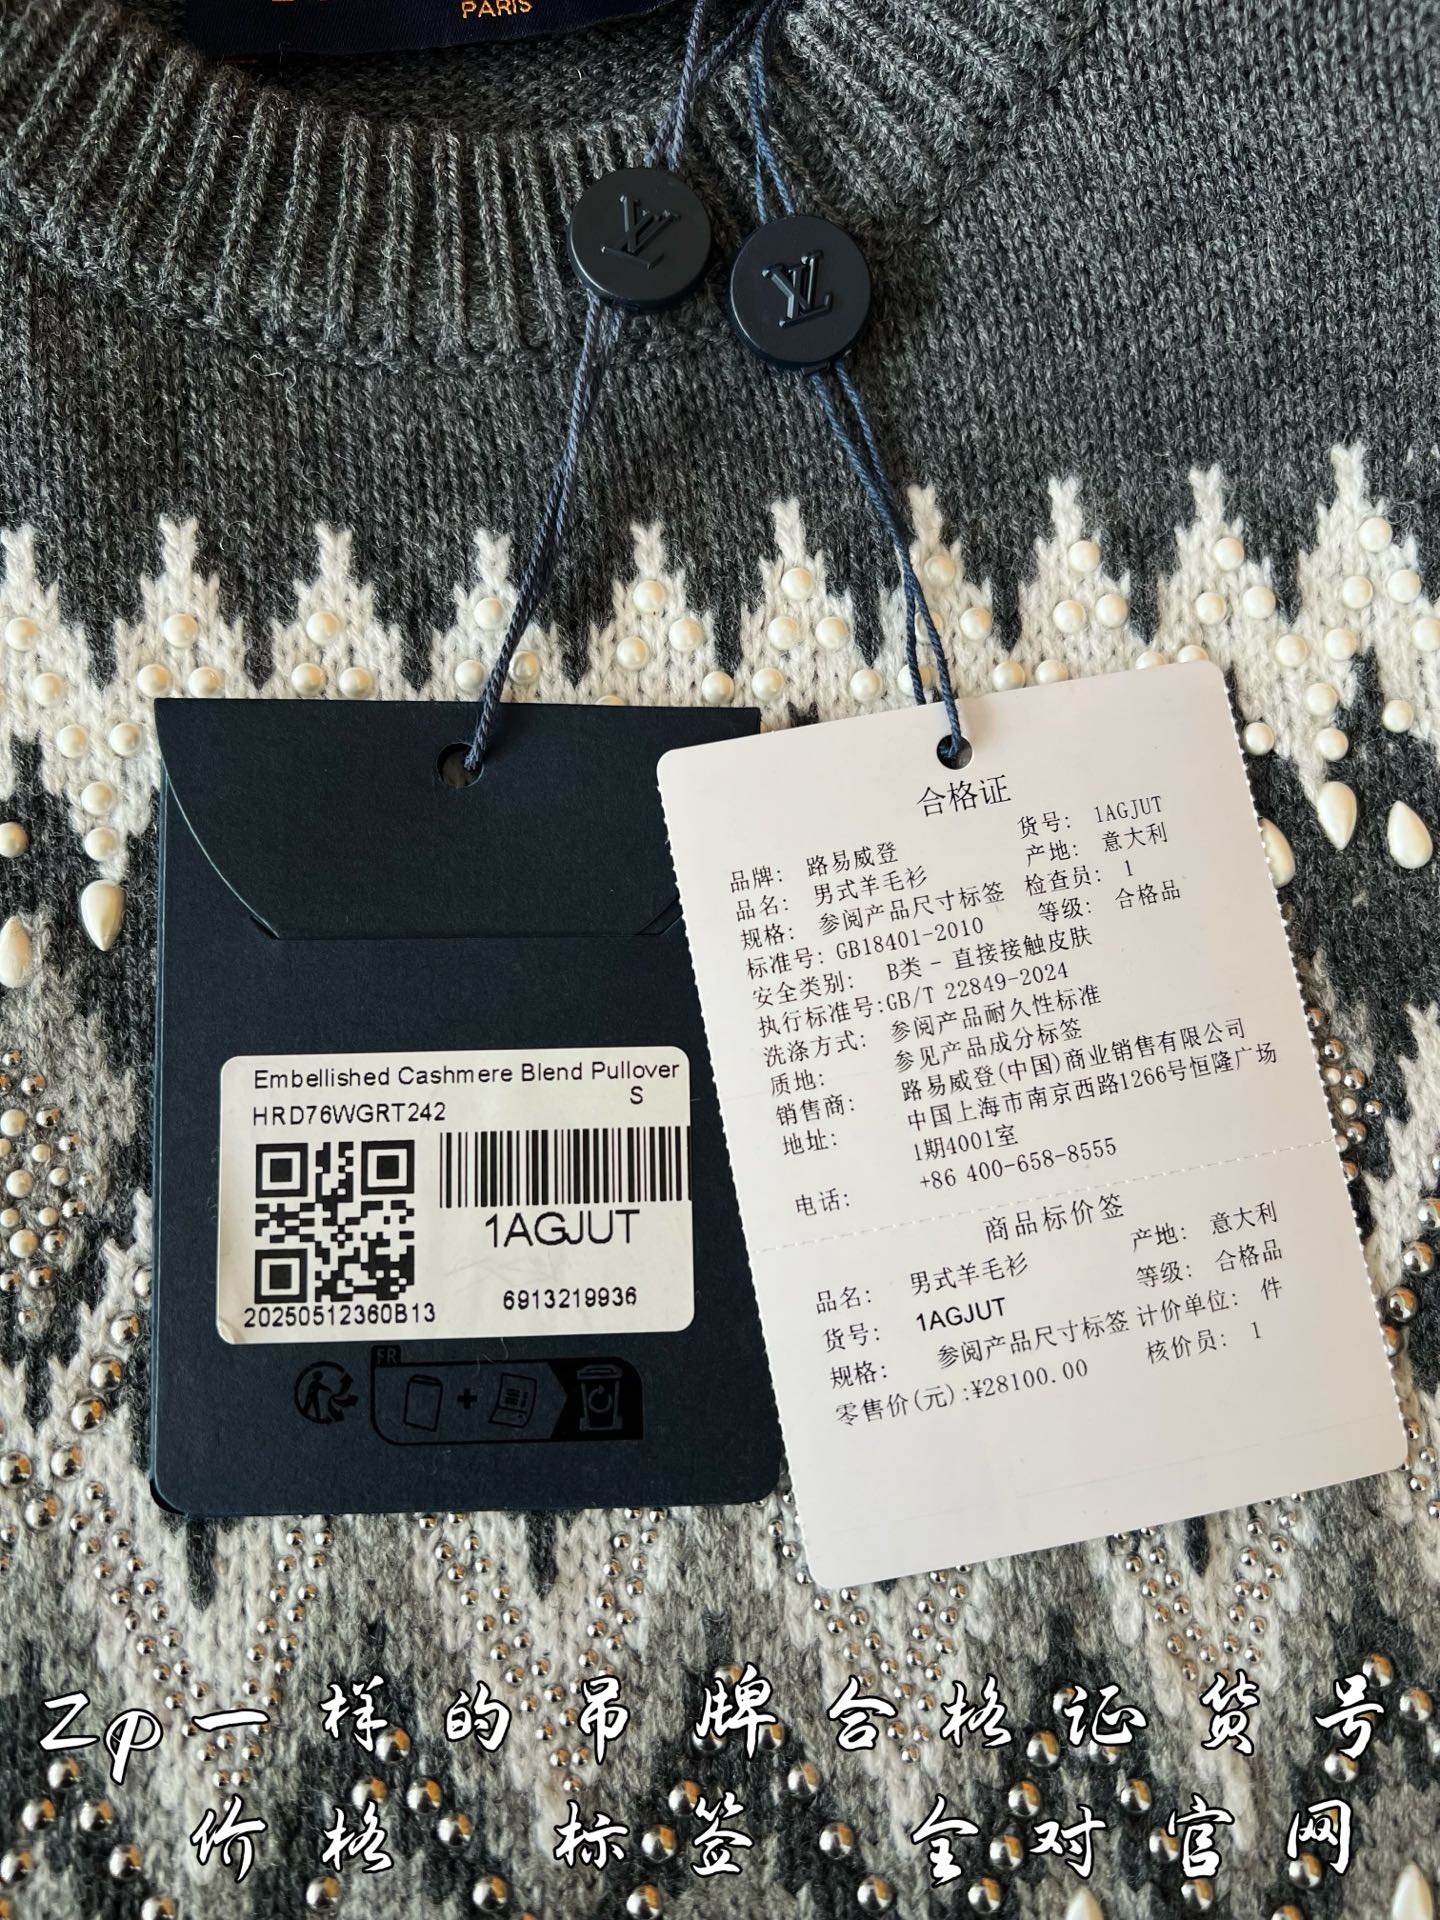 PARIS
Embellished Cashmere Blend Pullover
HRD76WGRT242 S
1AGJUT
20250512360B13 6913219936
FR
合格证
货号: 1AGJUT
品牌: 路易威登 产地: 意大利
品名: 男式羊毛衫 检查员: 1
规格: 参阅产品尺寸标签 等级: 合格品
标准号: GB18401-2010
安全类别: B类 - 直接接触皮肤
执行标准号:GB/T 22849-2024
洗涤方式: 参阅产品耐久性标准
质地: 参见产品成分标签
销售商: 路易威登(中国)商业销售有限公司
地址: 中国上海市南京西路1266号恒隆广场
1期4001室
电话: +86 400-658-8555
商品标价签
品名: 男式羊毛衫 产地: 意大利
货号: 1AGJUT 等级: 合格品
规格: 参阅产品尺寸标签 计价单位: 件
零售价(元):¥28100.00 核价员: 1
Zp一样的吊牌合格证货号
价格 标签 全对官网